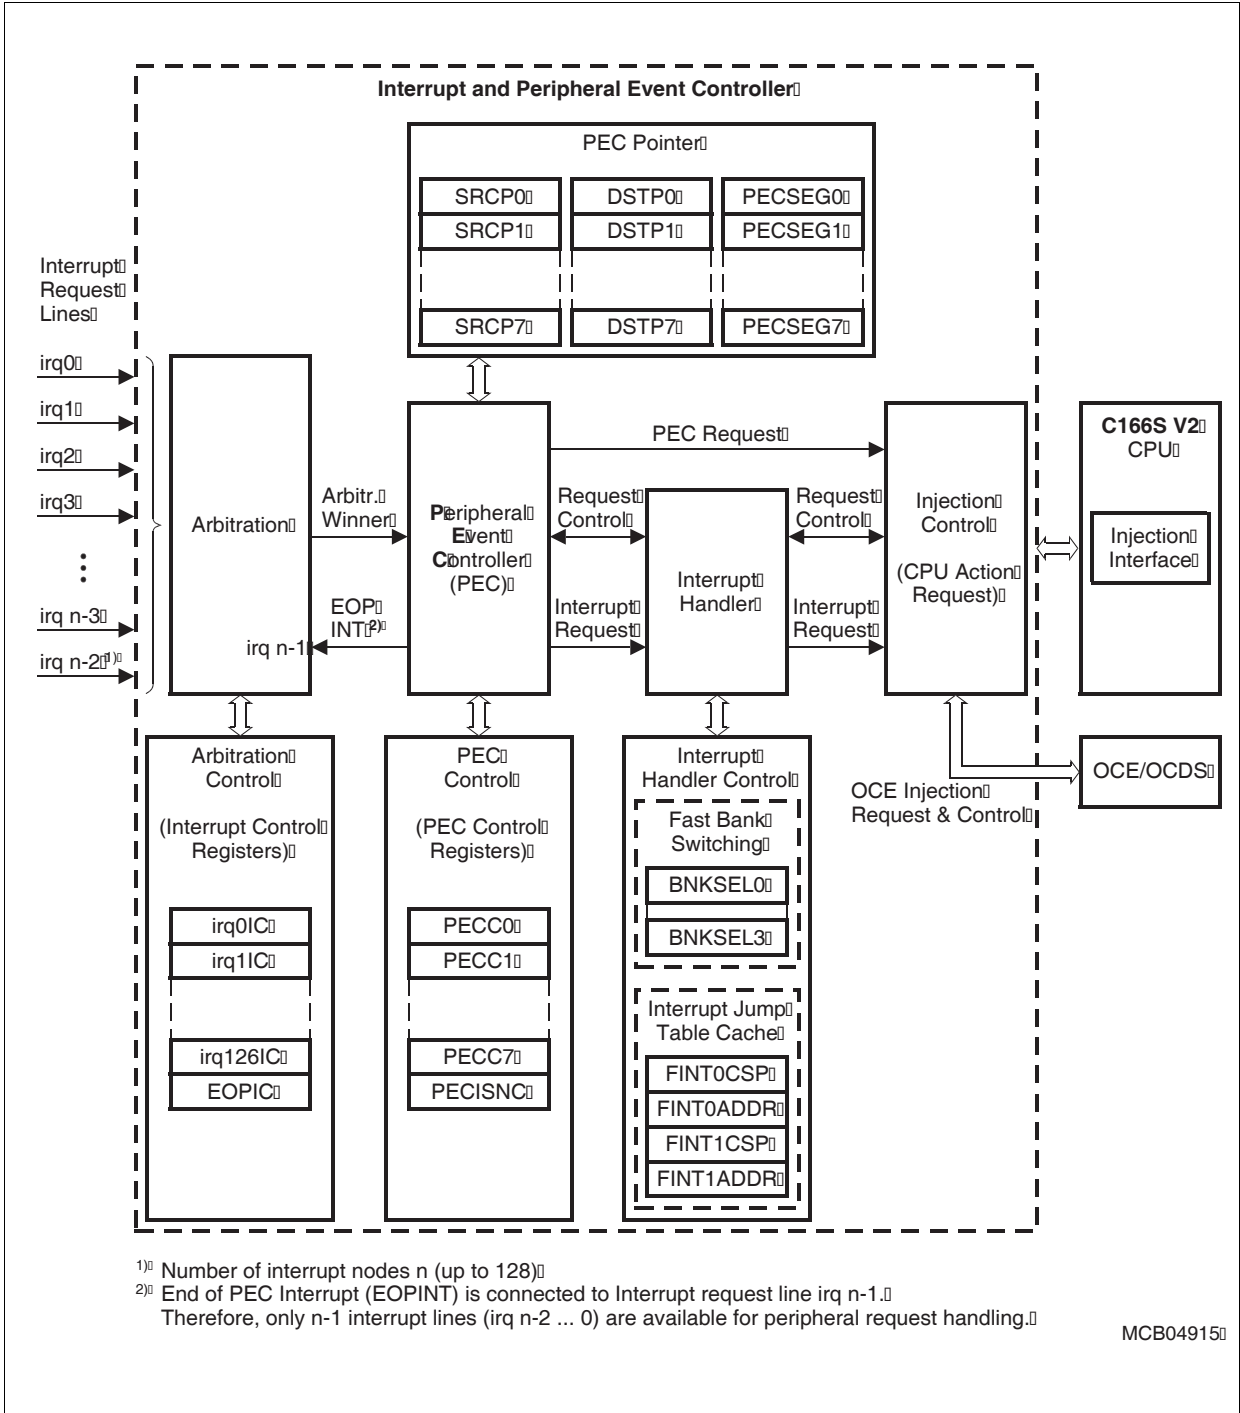 Interrupt and Peripheral Event Controller
PEC Pointer
SRCP0 DSTP0 PECSEG0
SRCP1 DSTP1 PECSEG1
SRCP7 DSTP7 PECSEG7
Interrupt
Request
Lines
irq0
irq1
irq2
irq3
irq n-3
irq n-2 1)
Arbitration
irq n-1
Arbitr.
Winner
EOP
INT 2)
Peripheral
Event
Controller
(PEC)
PEC Request
Request
Control
Interrupt
Request
Interrupt
Handler
Request
Control
Interrupt
Request
Injection
Control
(CPU Action
Request)
C166S V2
CPU
Injection
Interface
OCE/OCDS
OCE Injection
Request & Control
Arbitration
Control
(Interrupt Control
Registers)
irq0IC
irq1IC
irq126IC
EOPIC
PEC
Control
(PEC Control
Registers)
PECC0
PECC1
PECC7
PECISNC
Interrupt
Handler Control
Fast Bank
Switching
BNKSEL0
BNKSEL3
Interrupt Jump
Table Cache
FINT0CSP
FINT0ADDR
FINT1CSP
FINT1ADDR
1) Number of interrupt nodes n (up to 128)
2) End of PEC Interrupt (EOPINT) is connected to Interrupt request line irq n-1.
Therefore, only n-1 interrupt lines (irq n-2 ... 0) are available for peripheral request handling.
MCB04915